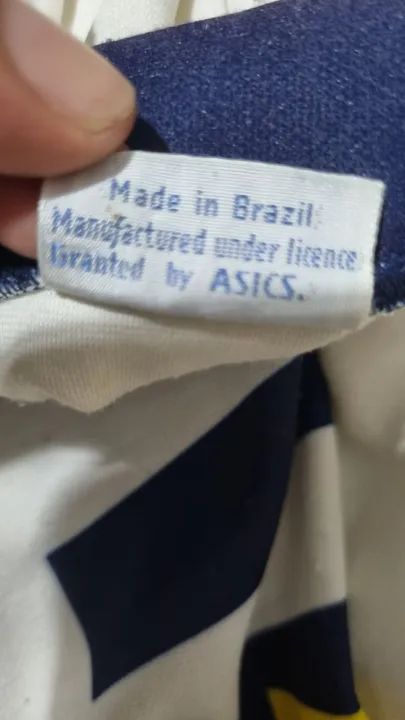 Made in Brazil
Manufactured under licence
Granted by ASICS.